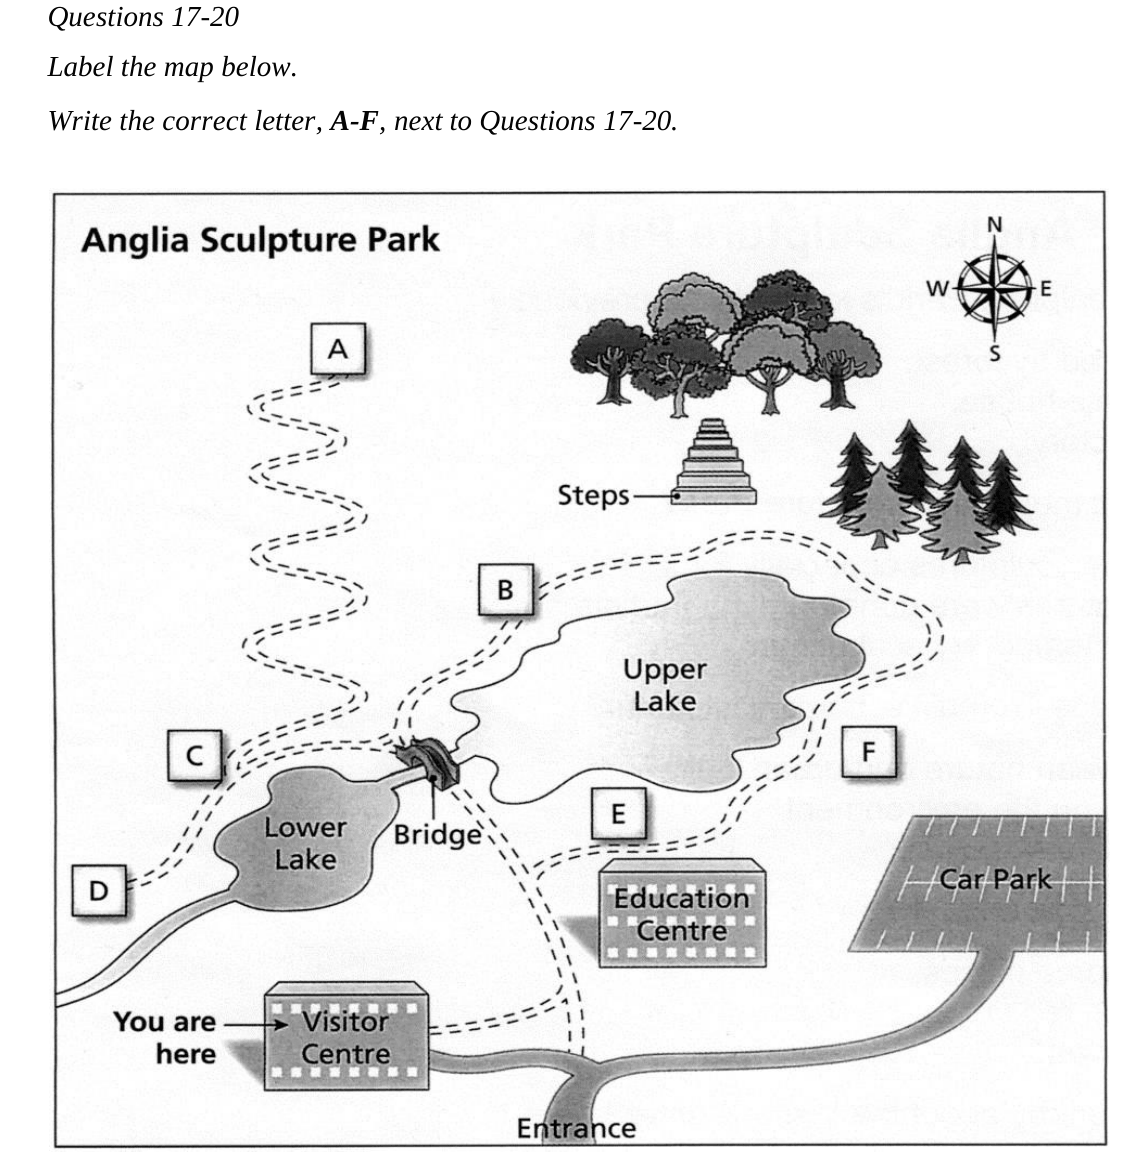 Questions 17-20
Label the map below.
Write the correct letter, A-F, next to Questions 17-20.
Anglia Sculpture Park
N
W E
S
A
Steps
B
Upper
Lake
C
F
E
Lower
Lake
Bridge
D
Car Park
Education
Centre
You are
here
Visitor
Centre
Entrance